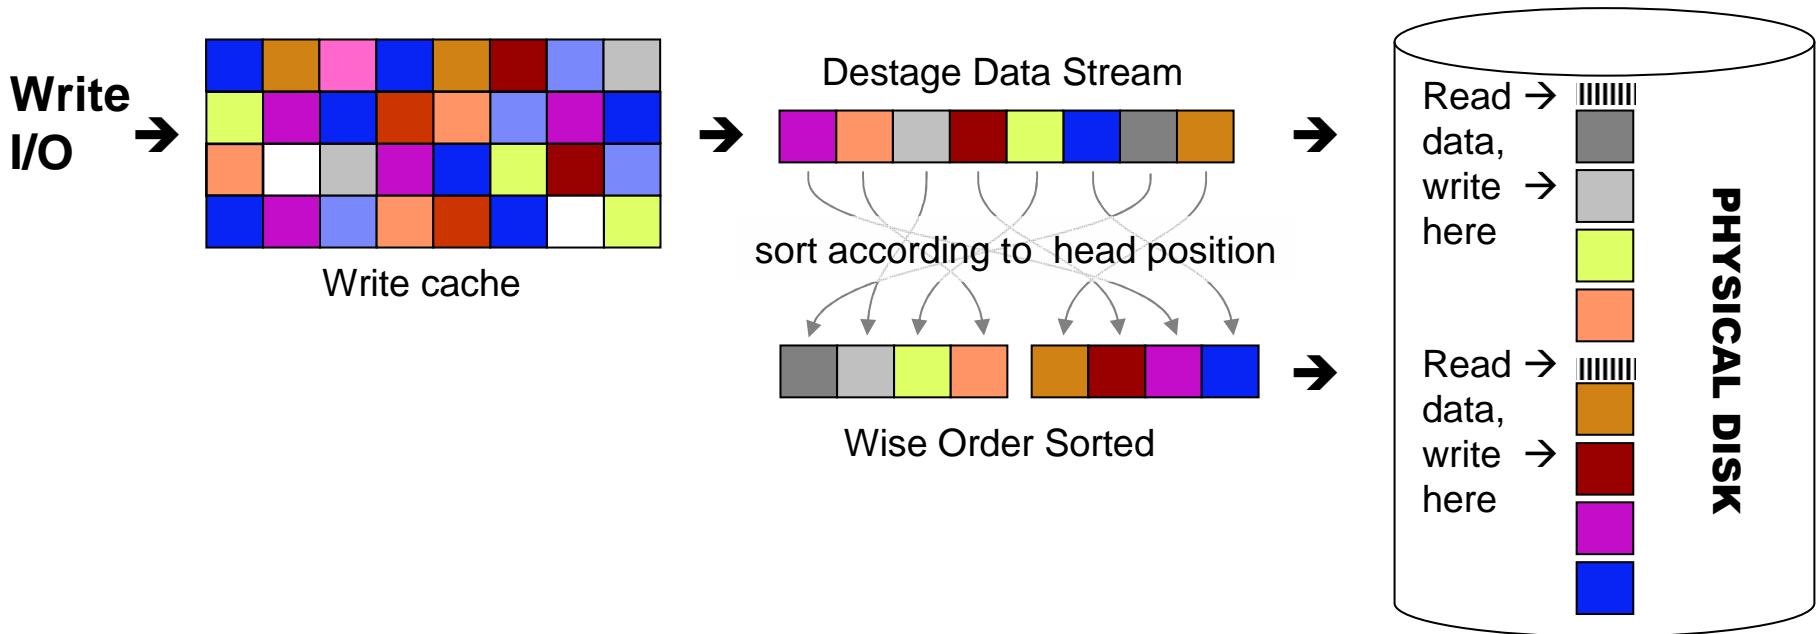 Write
I/O
Write cache
Destage Data Stream
sort according to head position
Wise Order Sorted
Read →
data,
write →
here
Read →
data,
write →
here
PHYSICAL DISK